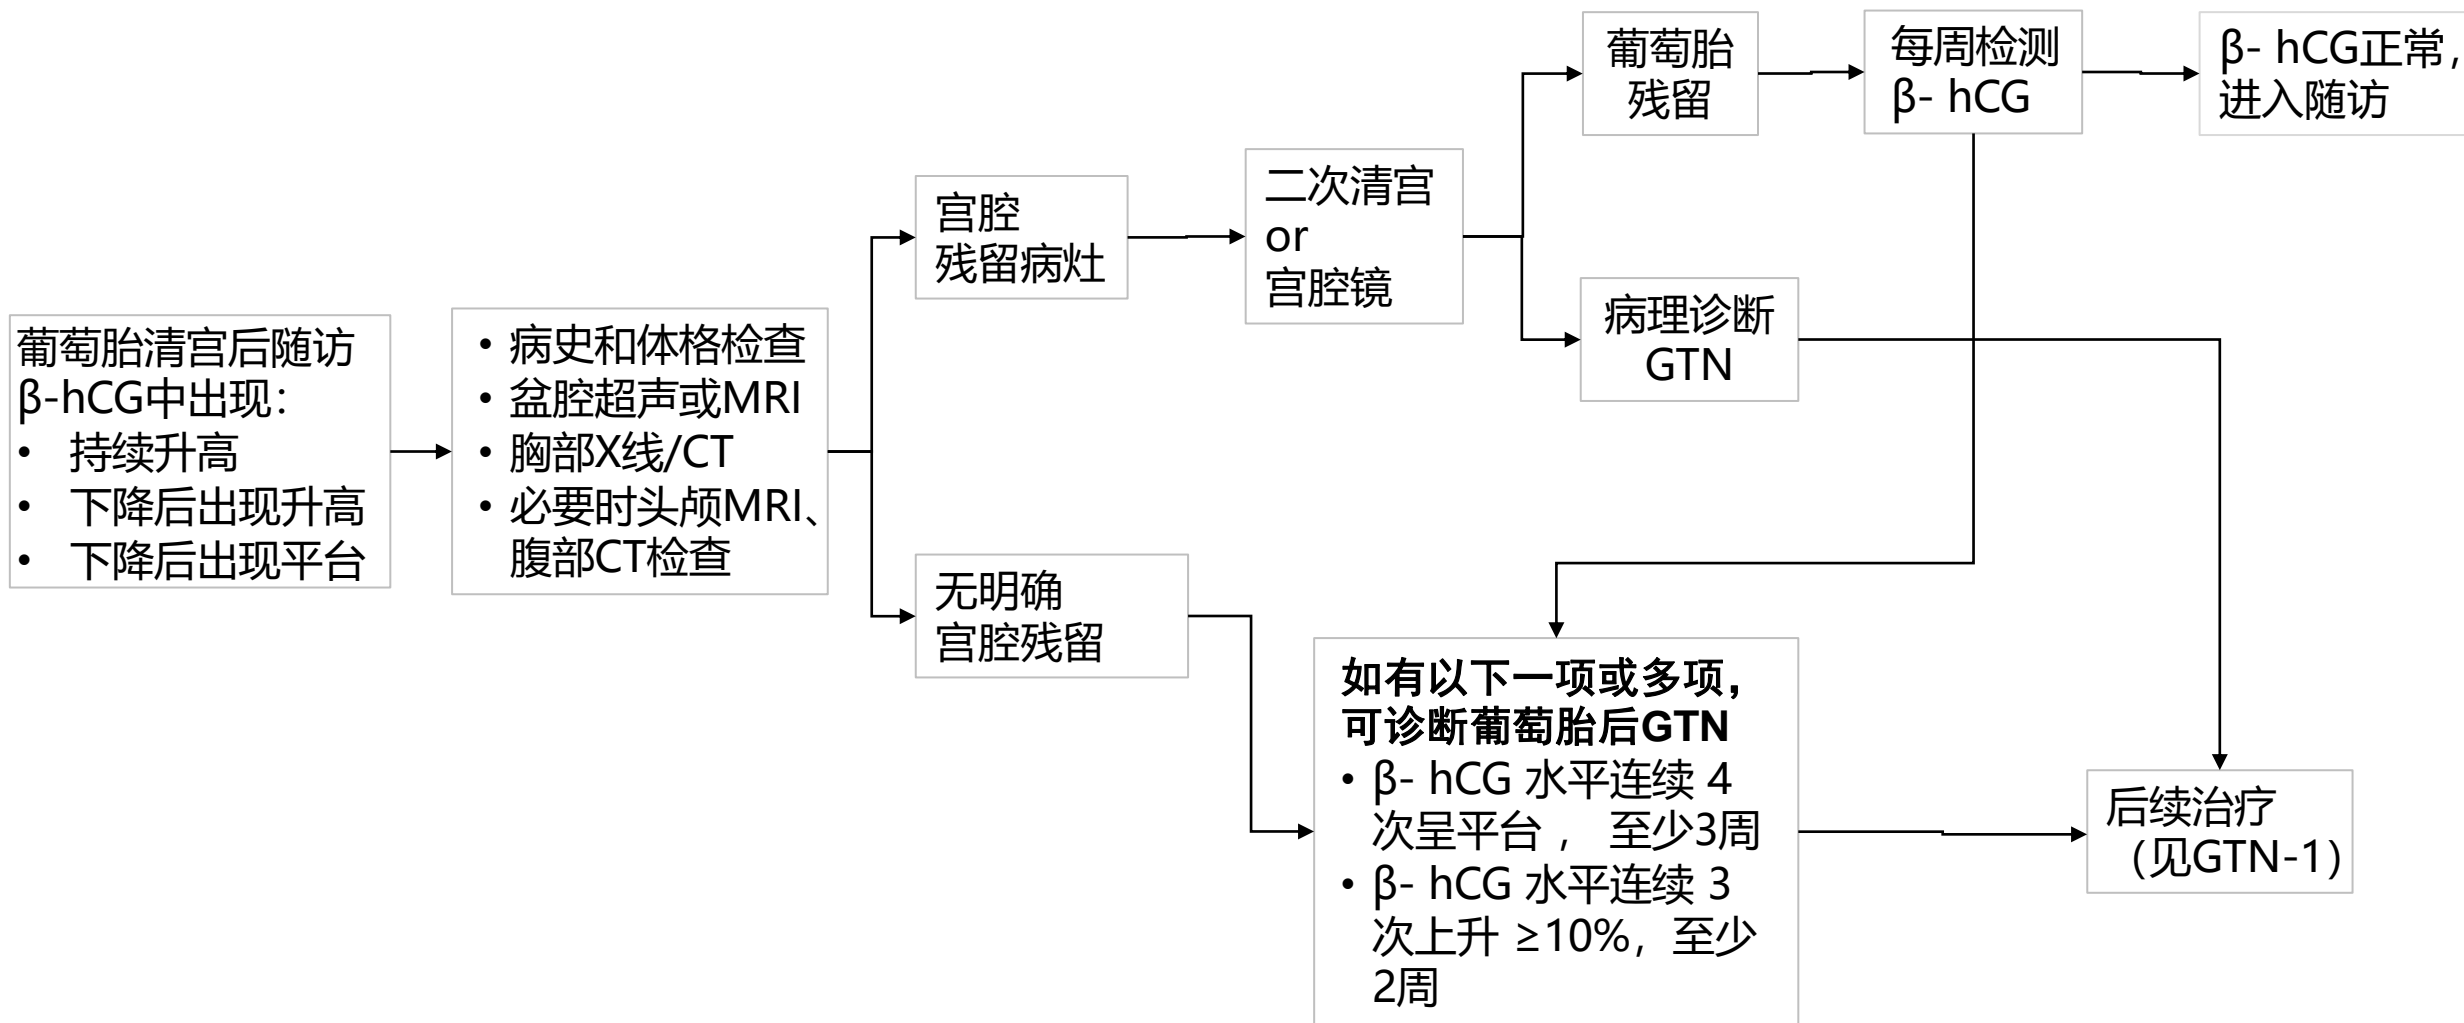 葡萄胎清宫后随访
β-hCG中出现：
• 持续升高
• 下降后出现升高
• 下降后出现平台
• 病史和体格检查
• 盆腔超声或MRI
• 胸部X线/CT
• 必要时头颅MRI、
腹部CT检查
宫腔
残留病灶
无明确
宫腔残留
二次清宫
or
宫腔镜
葡萄胎
残留
病理诊断
GTN
每周检测
β- hCG
β- hCG正常，
进入随访
如有以下一项或多项，
可诊断葡萄胎后GTN
• β- hCG 水平连续 4
次呈平台 ， 至少3周
• β- hCG 水平连续 3
次上升 ≥10%，至少
2周
后续治疗
（见GTN-1）